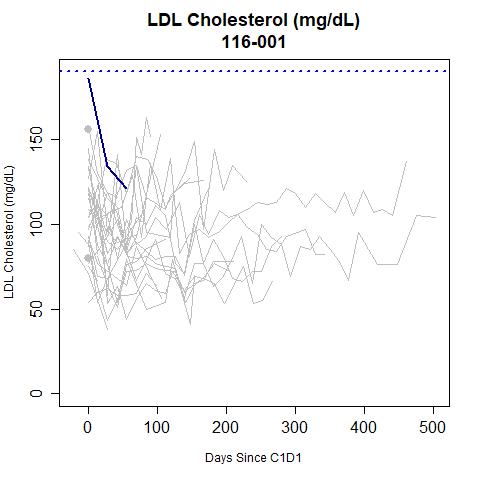 LDL Cholesterol (mg/dL)
116-001
LDL Cholesterol (mg/dL)
150
100
50
0
0 100 200 300 400 500
Days Since C1D1